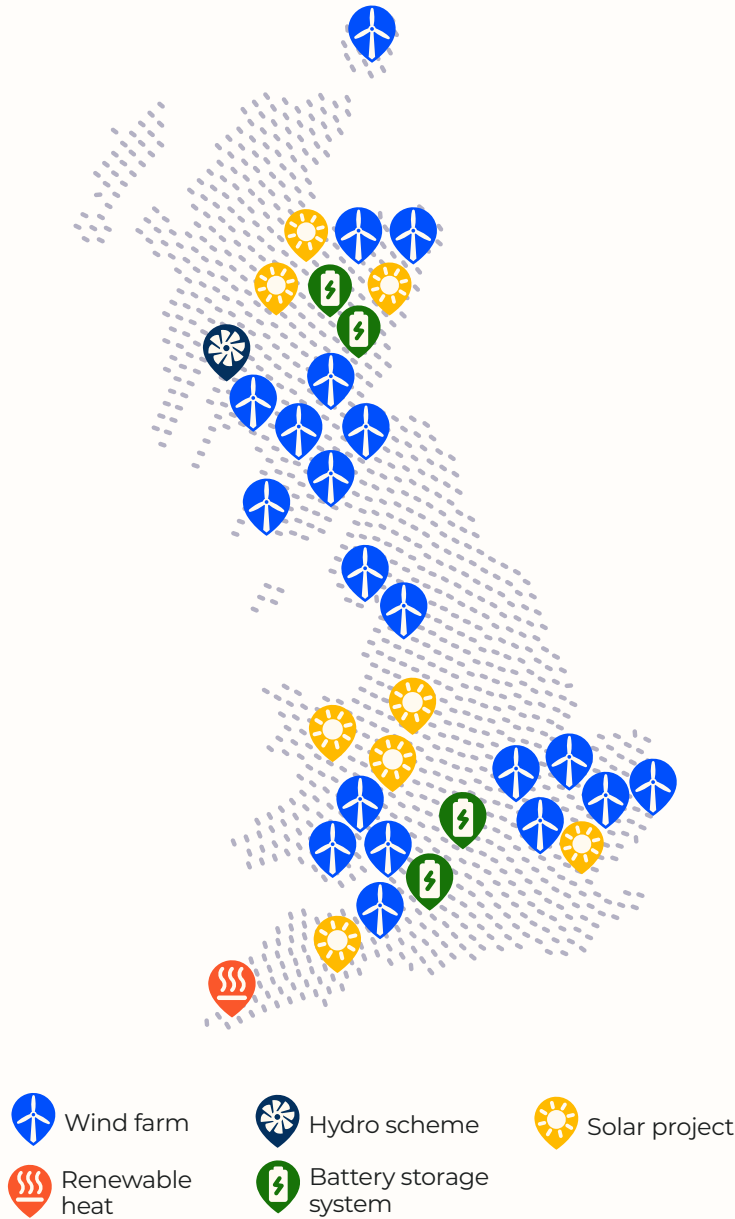 Wind farm
Hydro scheme
Solar project
Renewable
heat
Battery storage
system